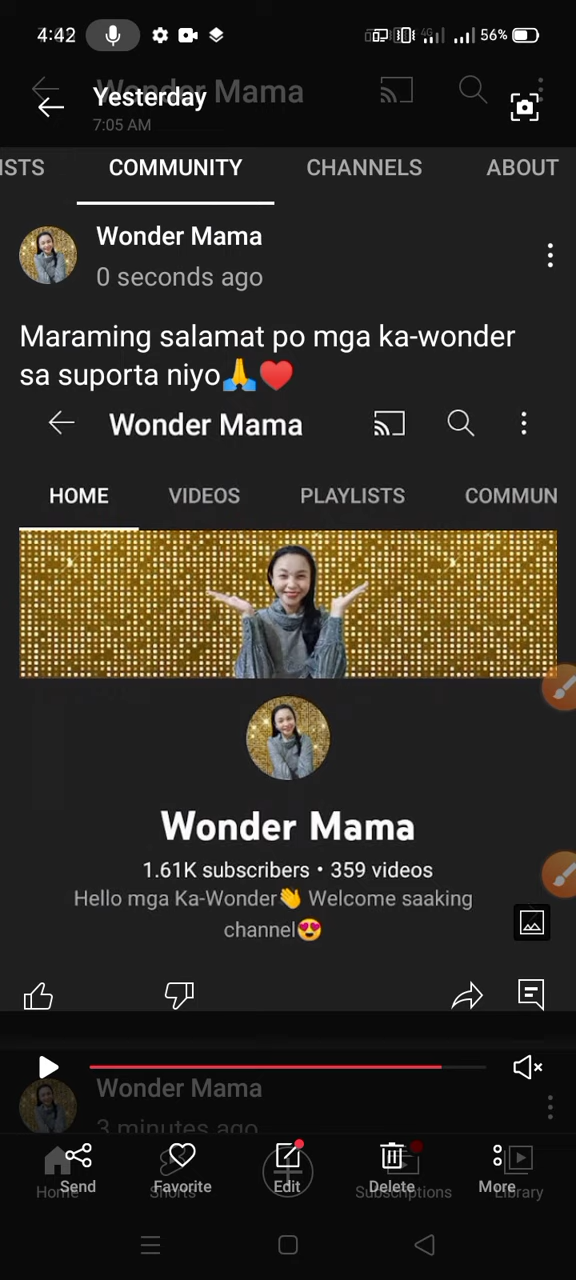 4:42
4G
56%
Wonder Mama
Yesterday
7:05 AM
ISTS COMMUNITY CHANNELS ABOUT
Wonder Mama
0 seconds ago
Maraming salamat po mga ka-wonder
sa suporta niyo🙏♥️
Wonder Mama
HOME VIDEOS PLAYLISTS COMMUN
Wonder Mama
1.61K subscribers • 359 videos
Hello mga Ka-Wonder👋 Welcome saaking
channel😍
Wonder Mama
3 minutes ago
Home Shorts Subscriptions Library
Send Favorite Edit Delete More